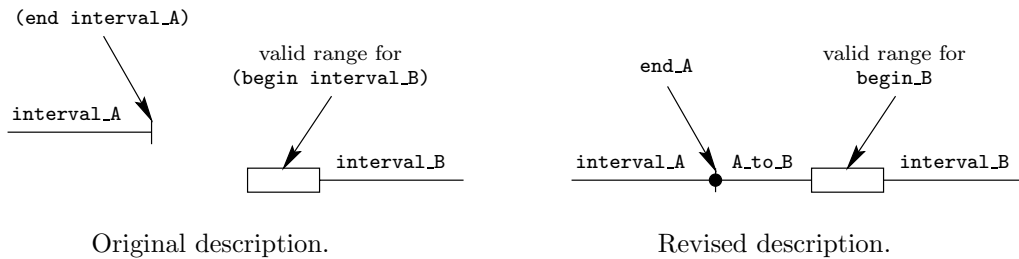 (end interval_A)
valid range for
(begin interval_B)
interval_A
interval_B
Original description.
end_A
valid range for
begin_B
interval_A
A_to_B
interval_B
Revised description.